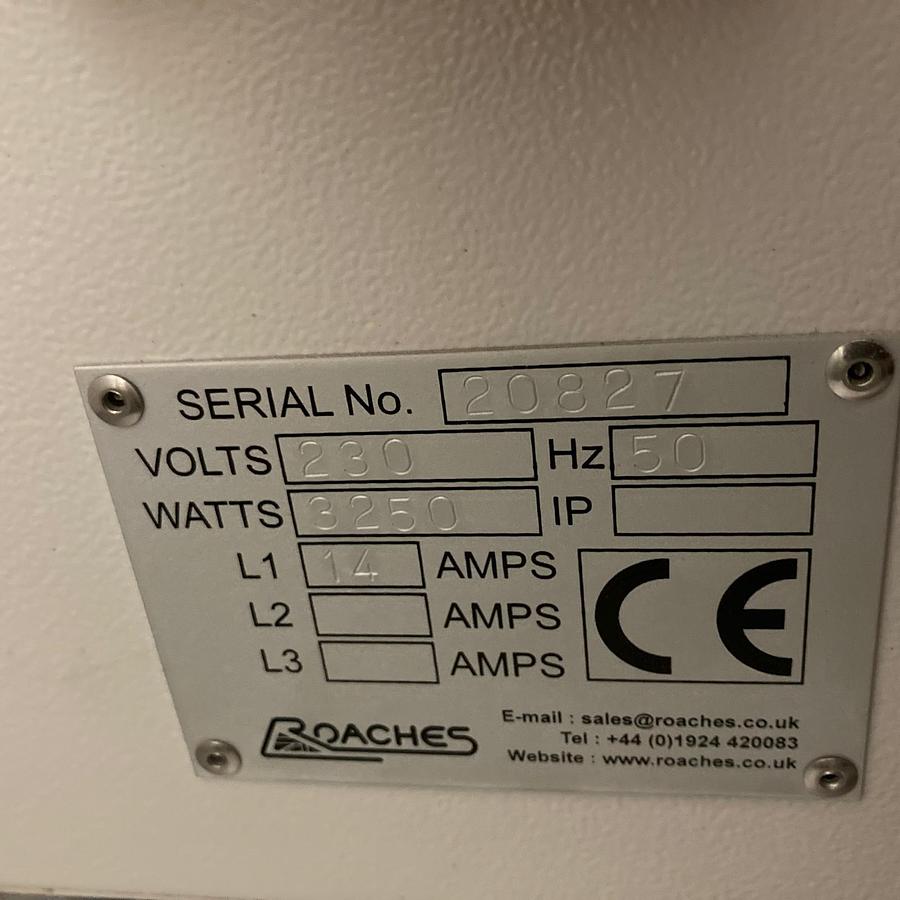 SERIAL No. 20827
VOLTS 230 Hz 50
WATTS 3250 IP
L1 14 AMPS
L2 AMPS
L3 AMPS
CE
ROACHES
E-mail : sales@roaches.co.uk
Tel : +44 (0)1924 420083
Website : www.roaches.co.uk